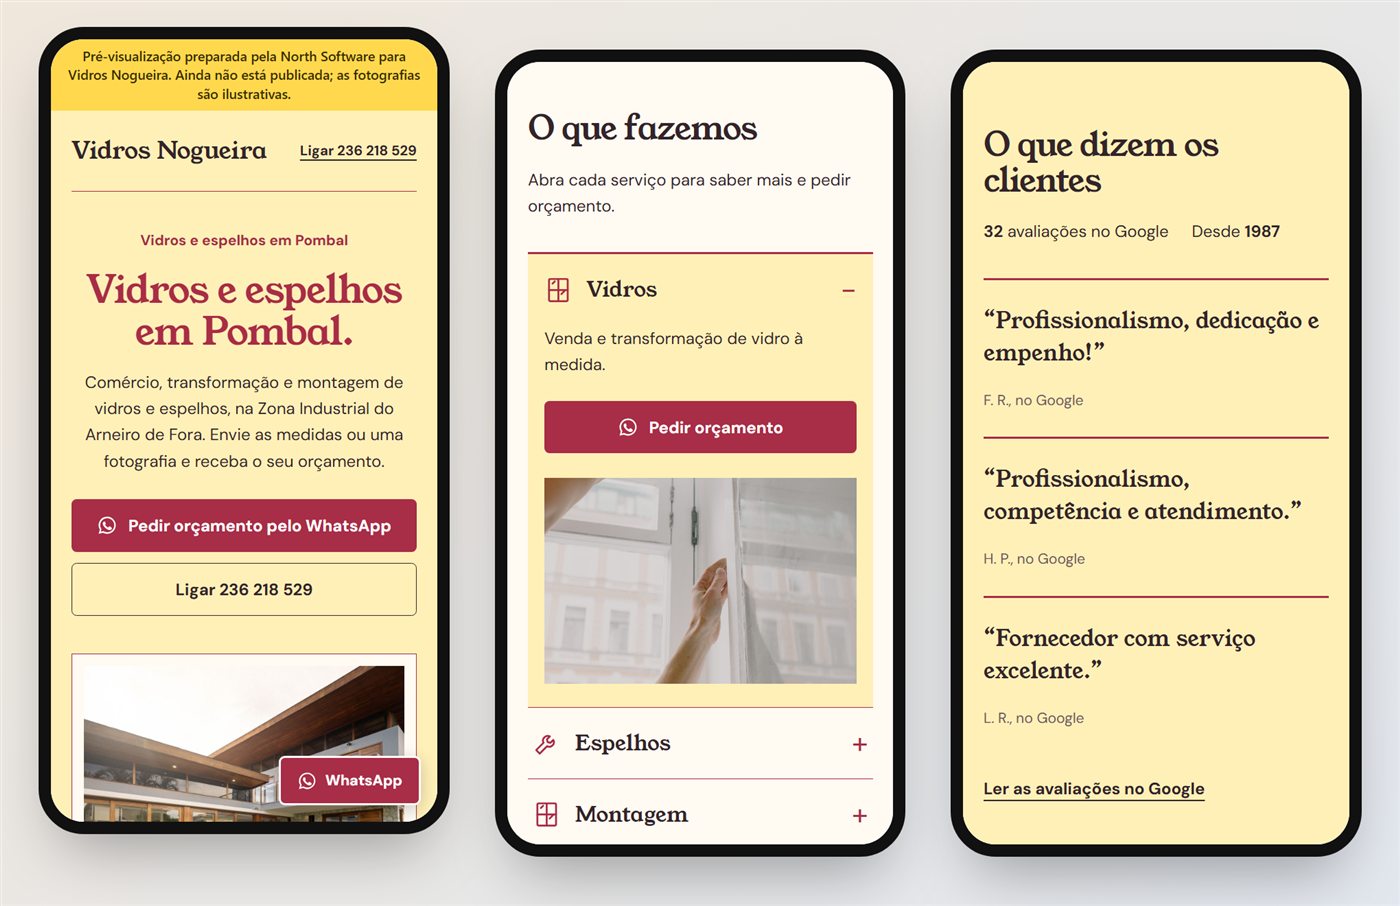 Pré-visualização preparada pela North Software para
Vidros Nogueira. Ainda não está publicada; as fotografias
são ilustrativas.
Vidros Nogueira
Ligar 236 218 529
Vidros e espelhos em Pombal
Vidros e espelhos
em Pombal.
Comércio, transformação e montagem de
vidros e espelhos, na Zona Industrial do
Arneiro de Fora. Envie as medidas ou uma
fotografia e receba o seu orçamento.
Pedir orçamento pelo WhatsApp
Ligar 236 218 529
WhatsApp
O que fazemos
Abra cada serviço para saber mais e pedir
orçamento.
Vidros
Venda e transformação de vidro à
medida.
Pedir orçamento
Espelhos
Montagem
O que dizem os
clientes
32 avaliações no Google Desde 1987
“Profissionalismo, dedicação e
empenho!”
F. R., no Google
“Profissionalismo,
competência e atendimento.”
H. P., no Google
“Fornecedor com serviço
excelente.”
L. R., no Google
Ler as avaliações no Google